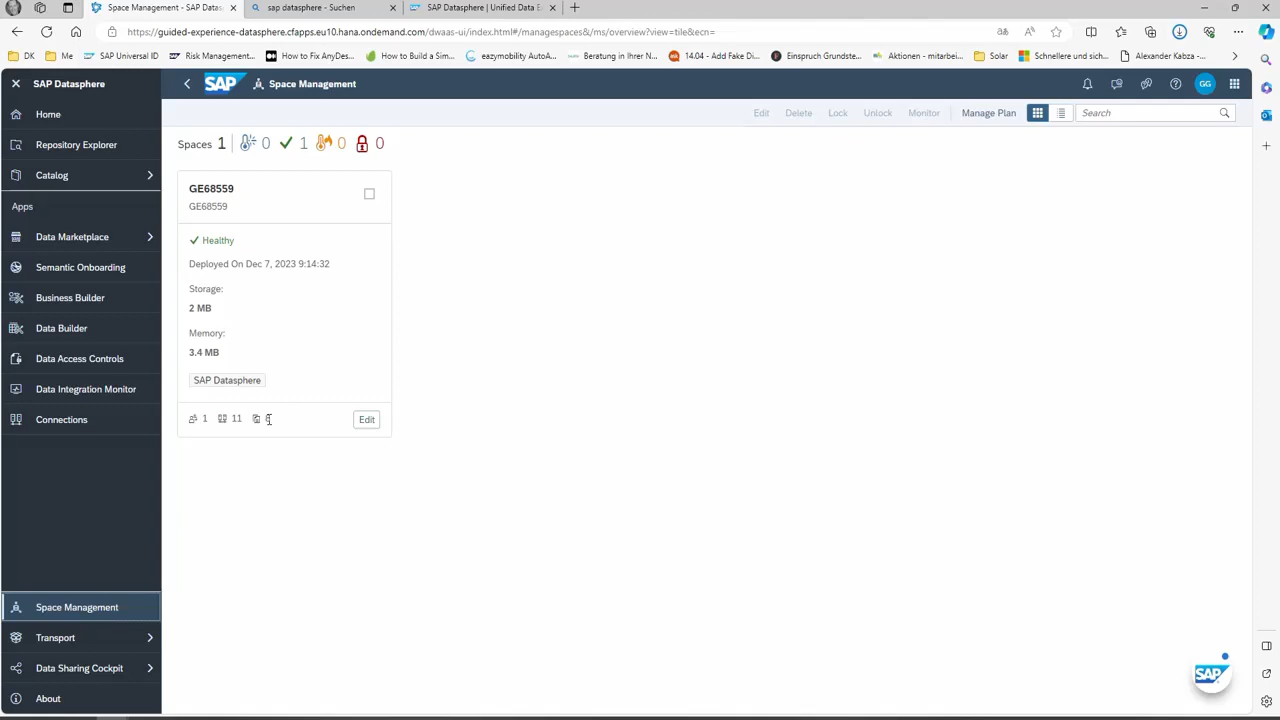 Space Management - SAP Datas
sap datasphere - Suchen
SAP Datasphere | Unified Data E
https://guided-experience-datasphere.cfapps.eu10.hana.ondemand.com/dwaas-ui/index.html#/managespaces&/ms/overview?view=tile&ecn=
DK
Me
SAP Universal ID
Risk Management...
How to Fix AnyDes...
How to Build a Sim...
eazymobility AutoA...
Beratung in Ihrer N...
14.04 - Add Fake Di...
Einspruch Grundste...
Aktionen - mitarbei...
Solar
Schnellere und sich...
Alexander Kabza -...
SAP Datasphere
SAP
Space Management
GG
Home
Repository Explorer
Catalog
Apps
Data Marketplace
Semantic Onboarding
Business Builder
Data Builder
Data Access Controls
Data Integration Monitor
Connections
Space Management
Transport
Data Sharing Cockpit
About
Edit
Delete
Lock
Unlock
Monitor
Manage Plan
Search
Spaces 1
0
1
0
0
GE68559
GE68559
Healthy
Deployed On Dec 7, 2023 9:14:32
Storage:
2 MB
Memory:
3.4 MB
SAP Datasphere
1
11
Edit
SAP